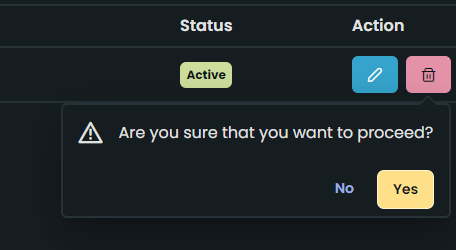 Status Action
Active
Are you sure that you want to proceed?
No Yes